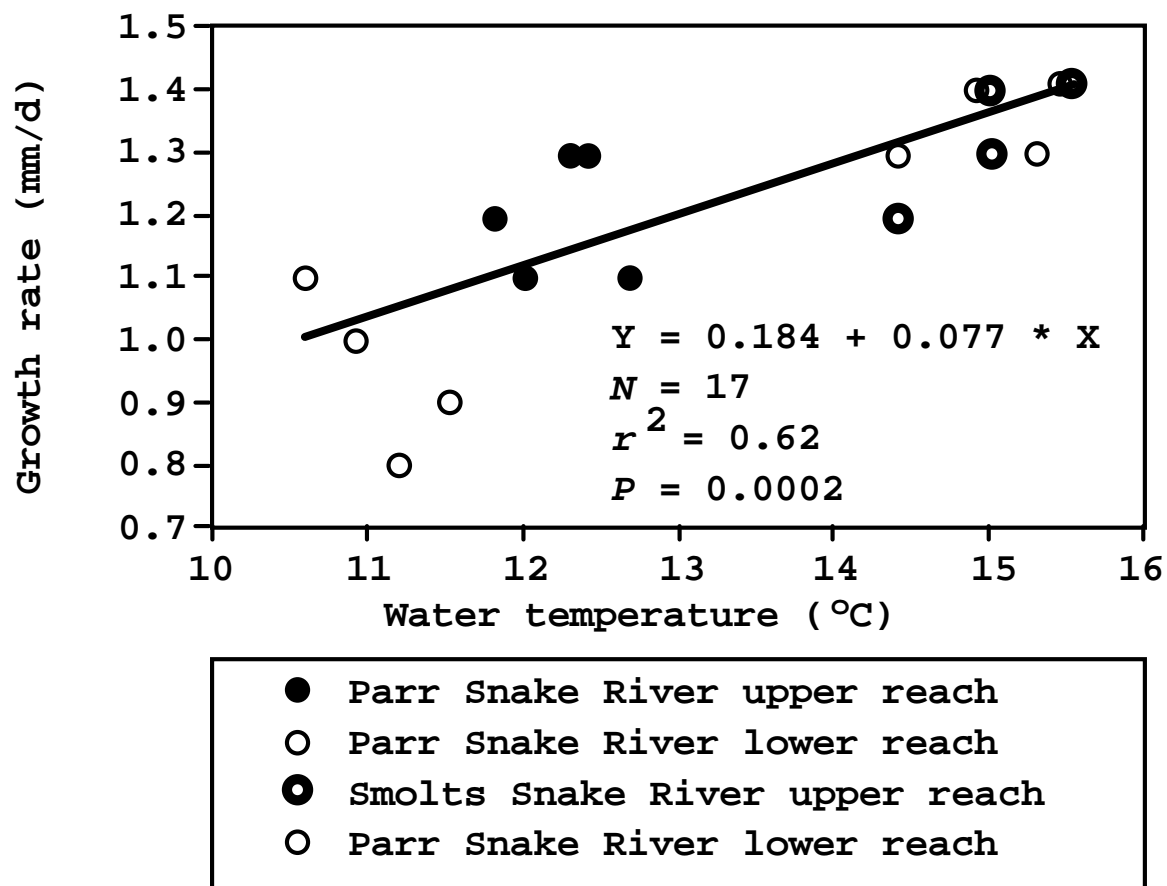 Growth rate (mm/d)
1.5
1.4
1.3
1.2
1.1
1.0
0.9
0.8
0.7
Y = 0.184 + 0.077 * X
N = 17
r² = 0.62
P = 0.0002
10 11 12 13 14 15 16
Water temperature (°C)
Parr Snake River upper reach
Parr Snake River lower reach
Smolts Snake River upper reach
Parr Snake River lower reach